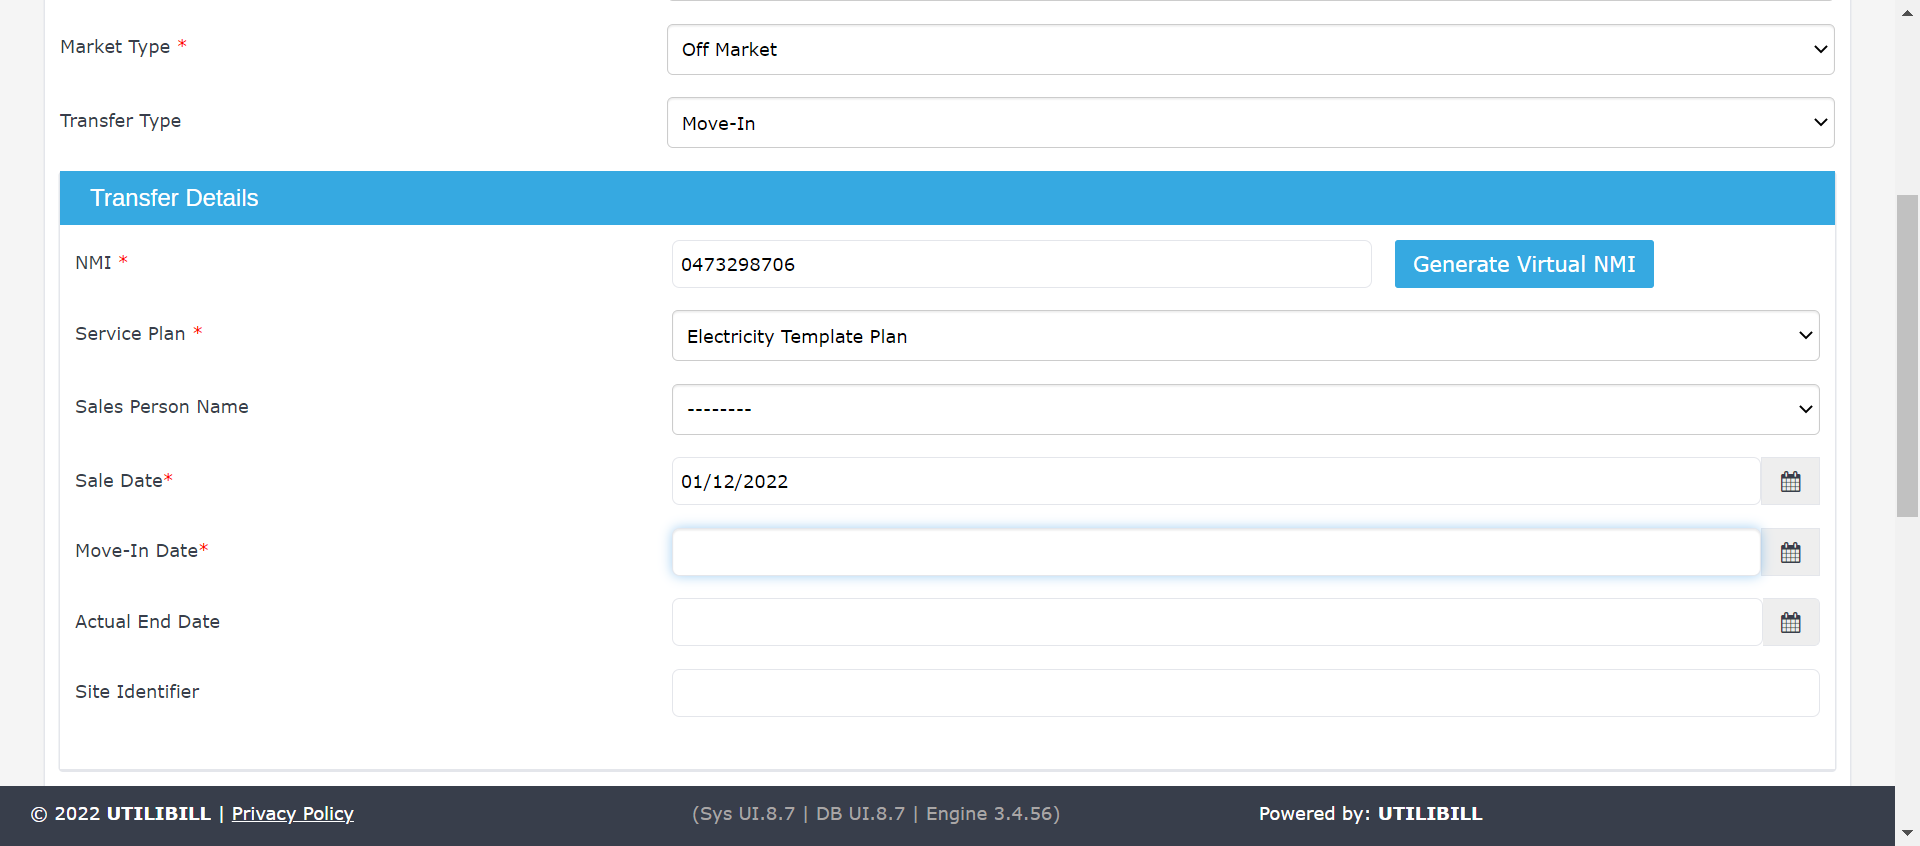 Market Type *
Off Market
Transfer Type
Move-In
Transfer Details
NMI *
0473298706
Generate Virtual NMI
Service Plan *
Electricity Template Plan
Sales Person Name
--------
Sale Date*
01/12/2022
Move-In Date*
Actual End Date
Site Identifier
© 2022 UTILIBILL | Privacy Policy
(Sys UI.8.7 | DB UI.8.7 | Engine 3.4.56)
Powered by: UTILIBILL